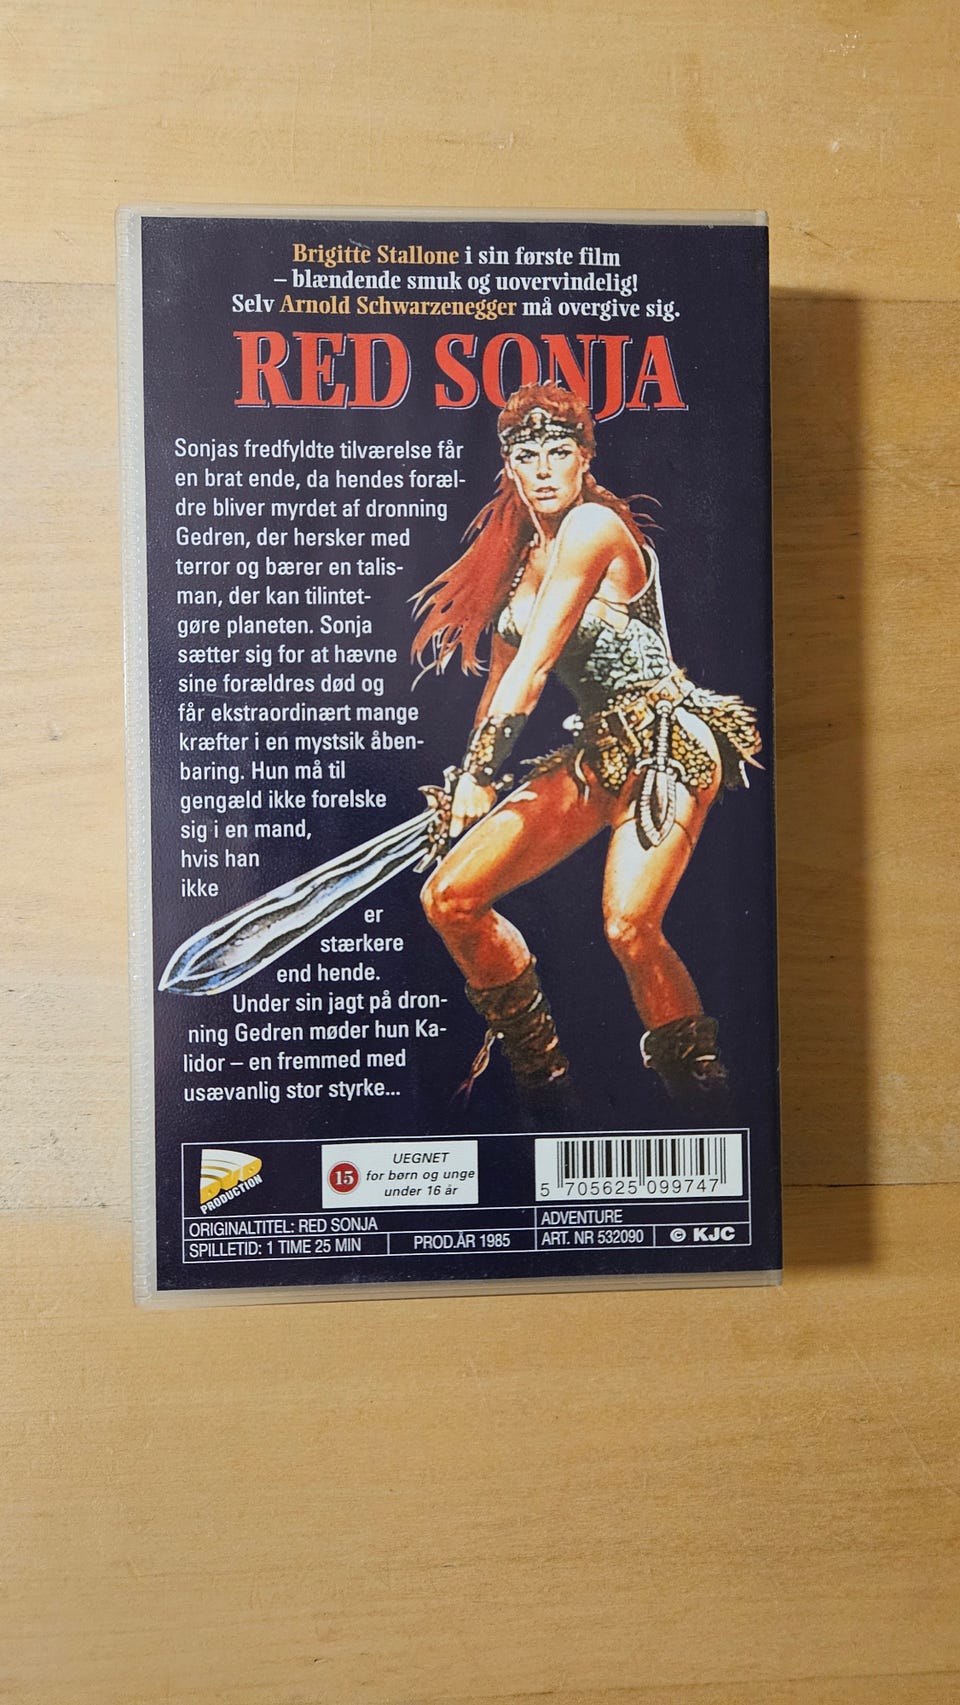 Brigitte Stallone i sin første film
– blændende smuk og uovervindelig!
Selv Arnold Schwarzenegger må overgive sig.
RED SONJA
Sonjas fredfyldte tilværelse får
en brat ende, da hendes foræl-
dre bliver myrdet af dronning
Gedren, der hersker med
terror og bærer en talis-
man, der kan tilintet-
gøre planeten. Sonja
sætter sig for at hævne
sine forældres død og
får ekstraordinært mange
kræfter i en mystsik åben-
baring. Hun må til
gengæld ikke forelske
sig i en mand,
hvis han
ikke
er
stærkere
end hende.
Under sin jagt på dron-
ning Gedren møder hun Ka-
lidor – en fremmed med
usævanlig stor styrke...
PRODUCTION
15
UEGNET
for børn og unge
under 16 år
5 705625 099747
ORIGINALTITEL: RED SONJA
ADVENTURE
SPILLETID: 1 TIME 25 MIN
PROD.ÅR 1985
ART. NR 532090
© KJC